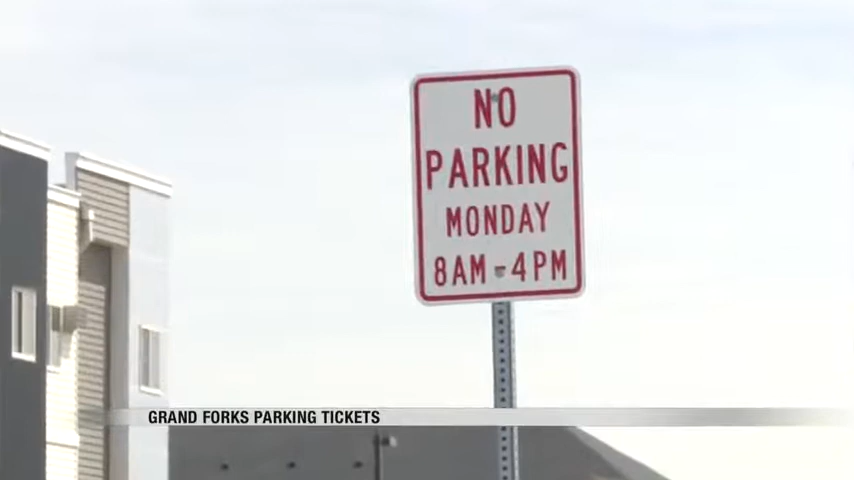 NO
PARKING
MONDAY
8AM-4PM
GRAND FORKS PARKING TICKETS